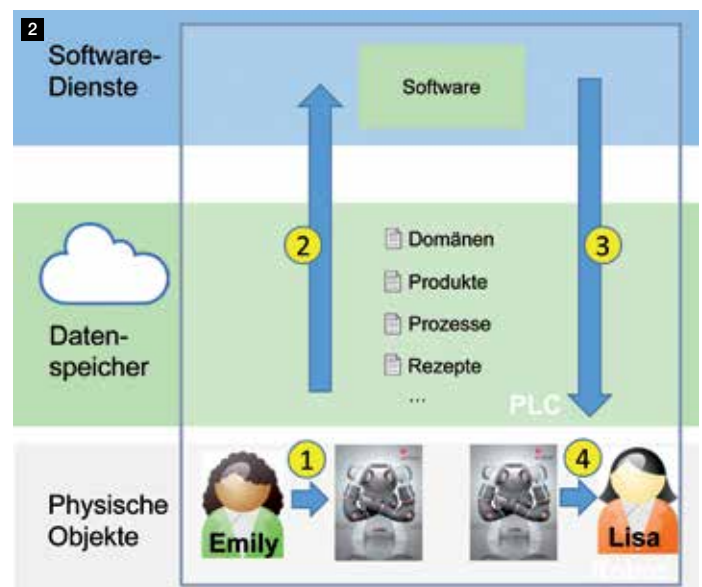 2
Software-
Dienste
Software
2
3
Domänen
Produkte
Prozesse
Rezepte
...
Daten-
speicher
PLC
1
4
Physische
Objekte
Emily
Lisa